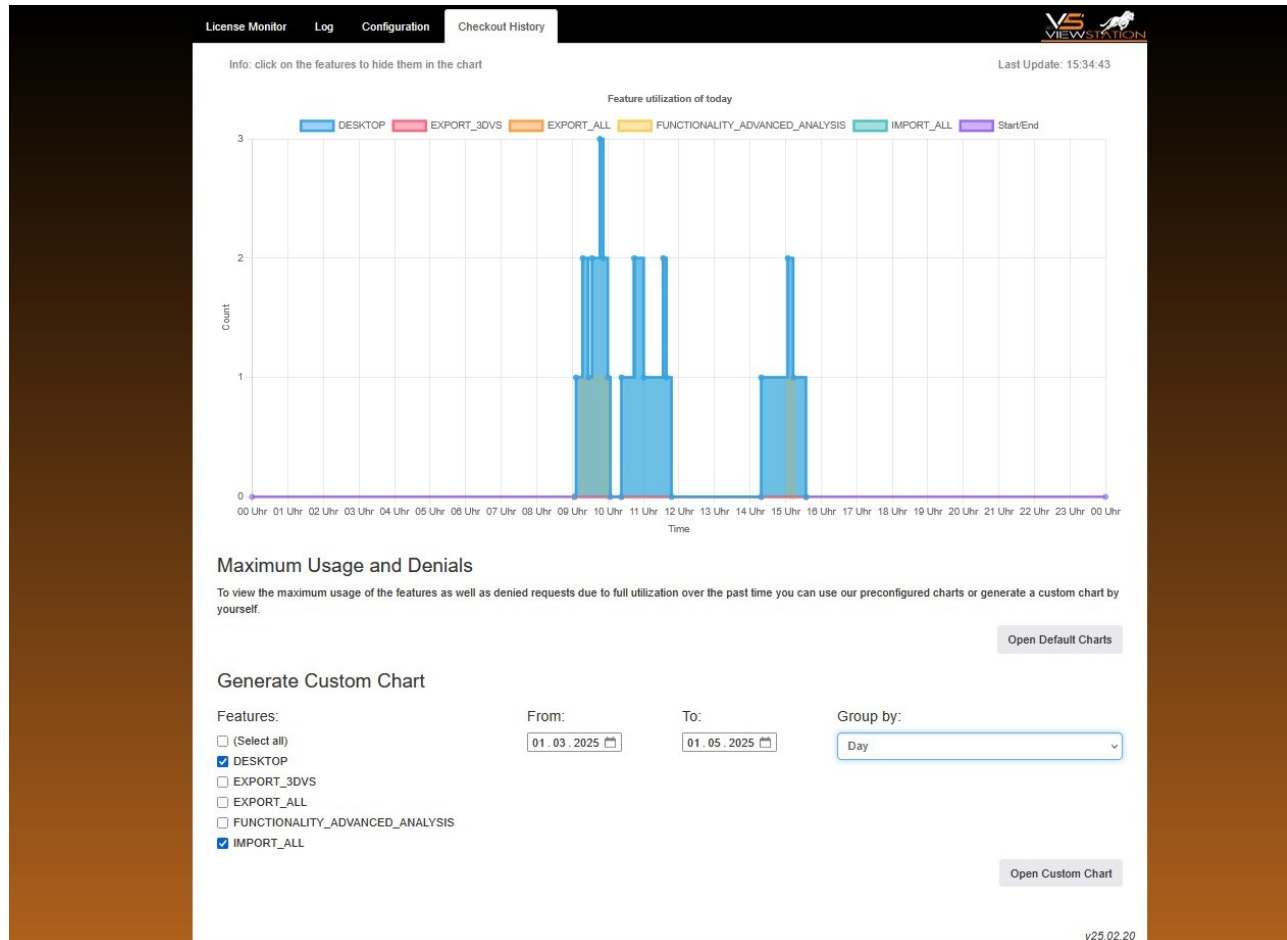 License Monitor Log Configuration Checkout History
VS VIEWSTATION
Info: click on the features to hide them in the chart Last Update: 15:34:43
Feature utilization of today
DESKTOP EXPORT_3DVS EXPORT_ALL FUNCTIONALITY_ADVANCED_ANALYSIS IMPORT_ALL Start/End
3
2
Count
1
0
00 Uhr 01 Uhr 02 Uhr 03 Uhr 04 Uhr 05 Uhr 06 Uhr 07 Uhr 08 Uhr 09 Uhr 10 Uhr 11 Uhr 12 Uhr 13 Uhr 14 Uhr 15 Uhr 16 Uhr 17 Uhr 18 Uhr 19 Uhr 20 Uhr 21 Uhr 22 Uhr 23 Uhr 00 Uhr
Time
Maximum Usage and Denials
To view the maximum usage of the features as well as denied requests due to full utilization over the past time you can use our preconfigured charts or generate a custom chart by
yourself.
Open Default Charts
Generate Custom Chart
Features: From: To: Group by:
(Select all) 01.03.2025 01.05.2025 Day
DESKTOP
EXPORT_3DVS
EXPORT_ALL
FUNCTIONALITY_ADVANCED_ANALYSIS
IMPORT_ALL
Open Custom Chart
v25.02.20